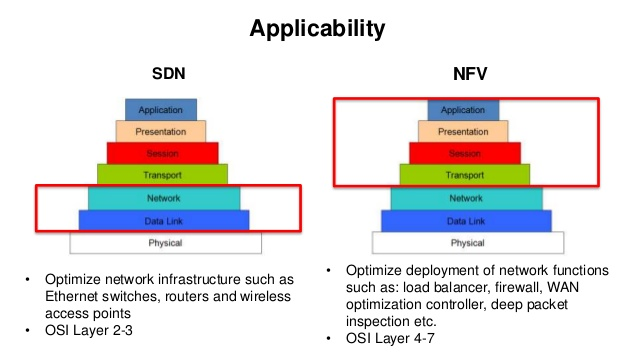 Applicability
SDN
Application
Presentation
Session
Transport
Network
Data Link
Physical
• Optimize network infrastructure such as
Ethernet switches, routers and wireless
access points
• OSI Layer 2-3
NFV
Application
Presentation
Session
Transport
Network
Data Link
Physical
• Optimize deployment of network functions
such as: load balancer, firewall, WAN
optimization controller, deep packet
inspection etc.
• OSI Layer 4-7